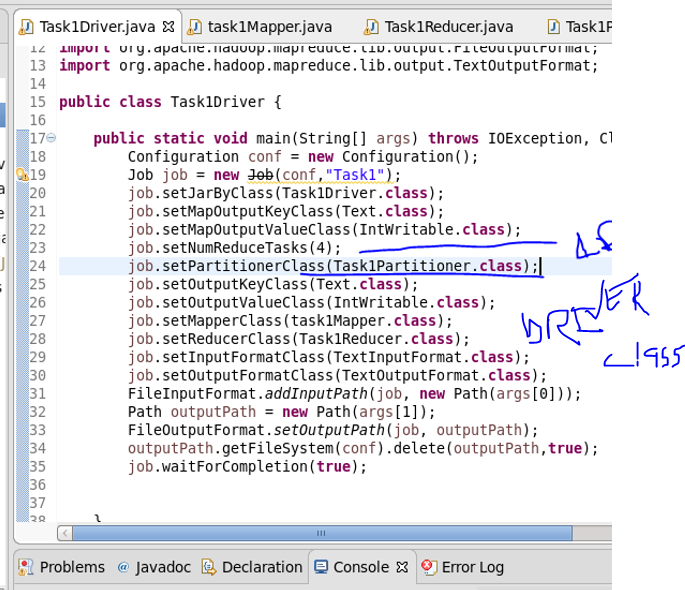 Task1Driver.java task1Mapper.java Task1Reducer.java Task1P
12 import org.apache.hadoop.mapreduce.lib.output.FileOutputFormat;
13 import org.apache.hadoop.mapreduce.lib.output.TextOutputFormat;
14
15 public class Task1Driver {
16
17 public static void main(String[] args) throws IOException, Cl
18 Configuration conf = new Configuration();
19 Job job = new Job(conf,"Task1");
20 job.setJarByClass(Task1Driver.class);
21 job.setMapOutputKeyClass(Text.class);
22 job.setMapOutputValueClass(IntWritable.class);
23 job.setNumReduceTasks(4);
24 job.setPartitionerClass(Task1Partitioner.class);
25 job.setOutputKeyClass(Text.class);
26 job.setOutputValueClass(IntWritable.class);
27 job.setMapperClass(task1Mapper.class);
28 job.setReducerClass(Task1Reducer.class);
29 job.setInputFormatClass(TextInputFormat.class);
30 job.setOutputFormatClass(TextOutputFormat.class);
31 FileInputFormat.addInputPath(job, new Path(args[0]));
32 Path outputPath = new Path(args[1]);
33 FileOutputFormat.setOutputPath(job, outputPath);
34 outputPath.getFileSystem(conf).delete(outputPath,true);
35 job.waitForCompletion(true);
36
37
38 }
DRIVER
class
Problems @ Javadoc Declaration Console Error Log